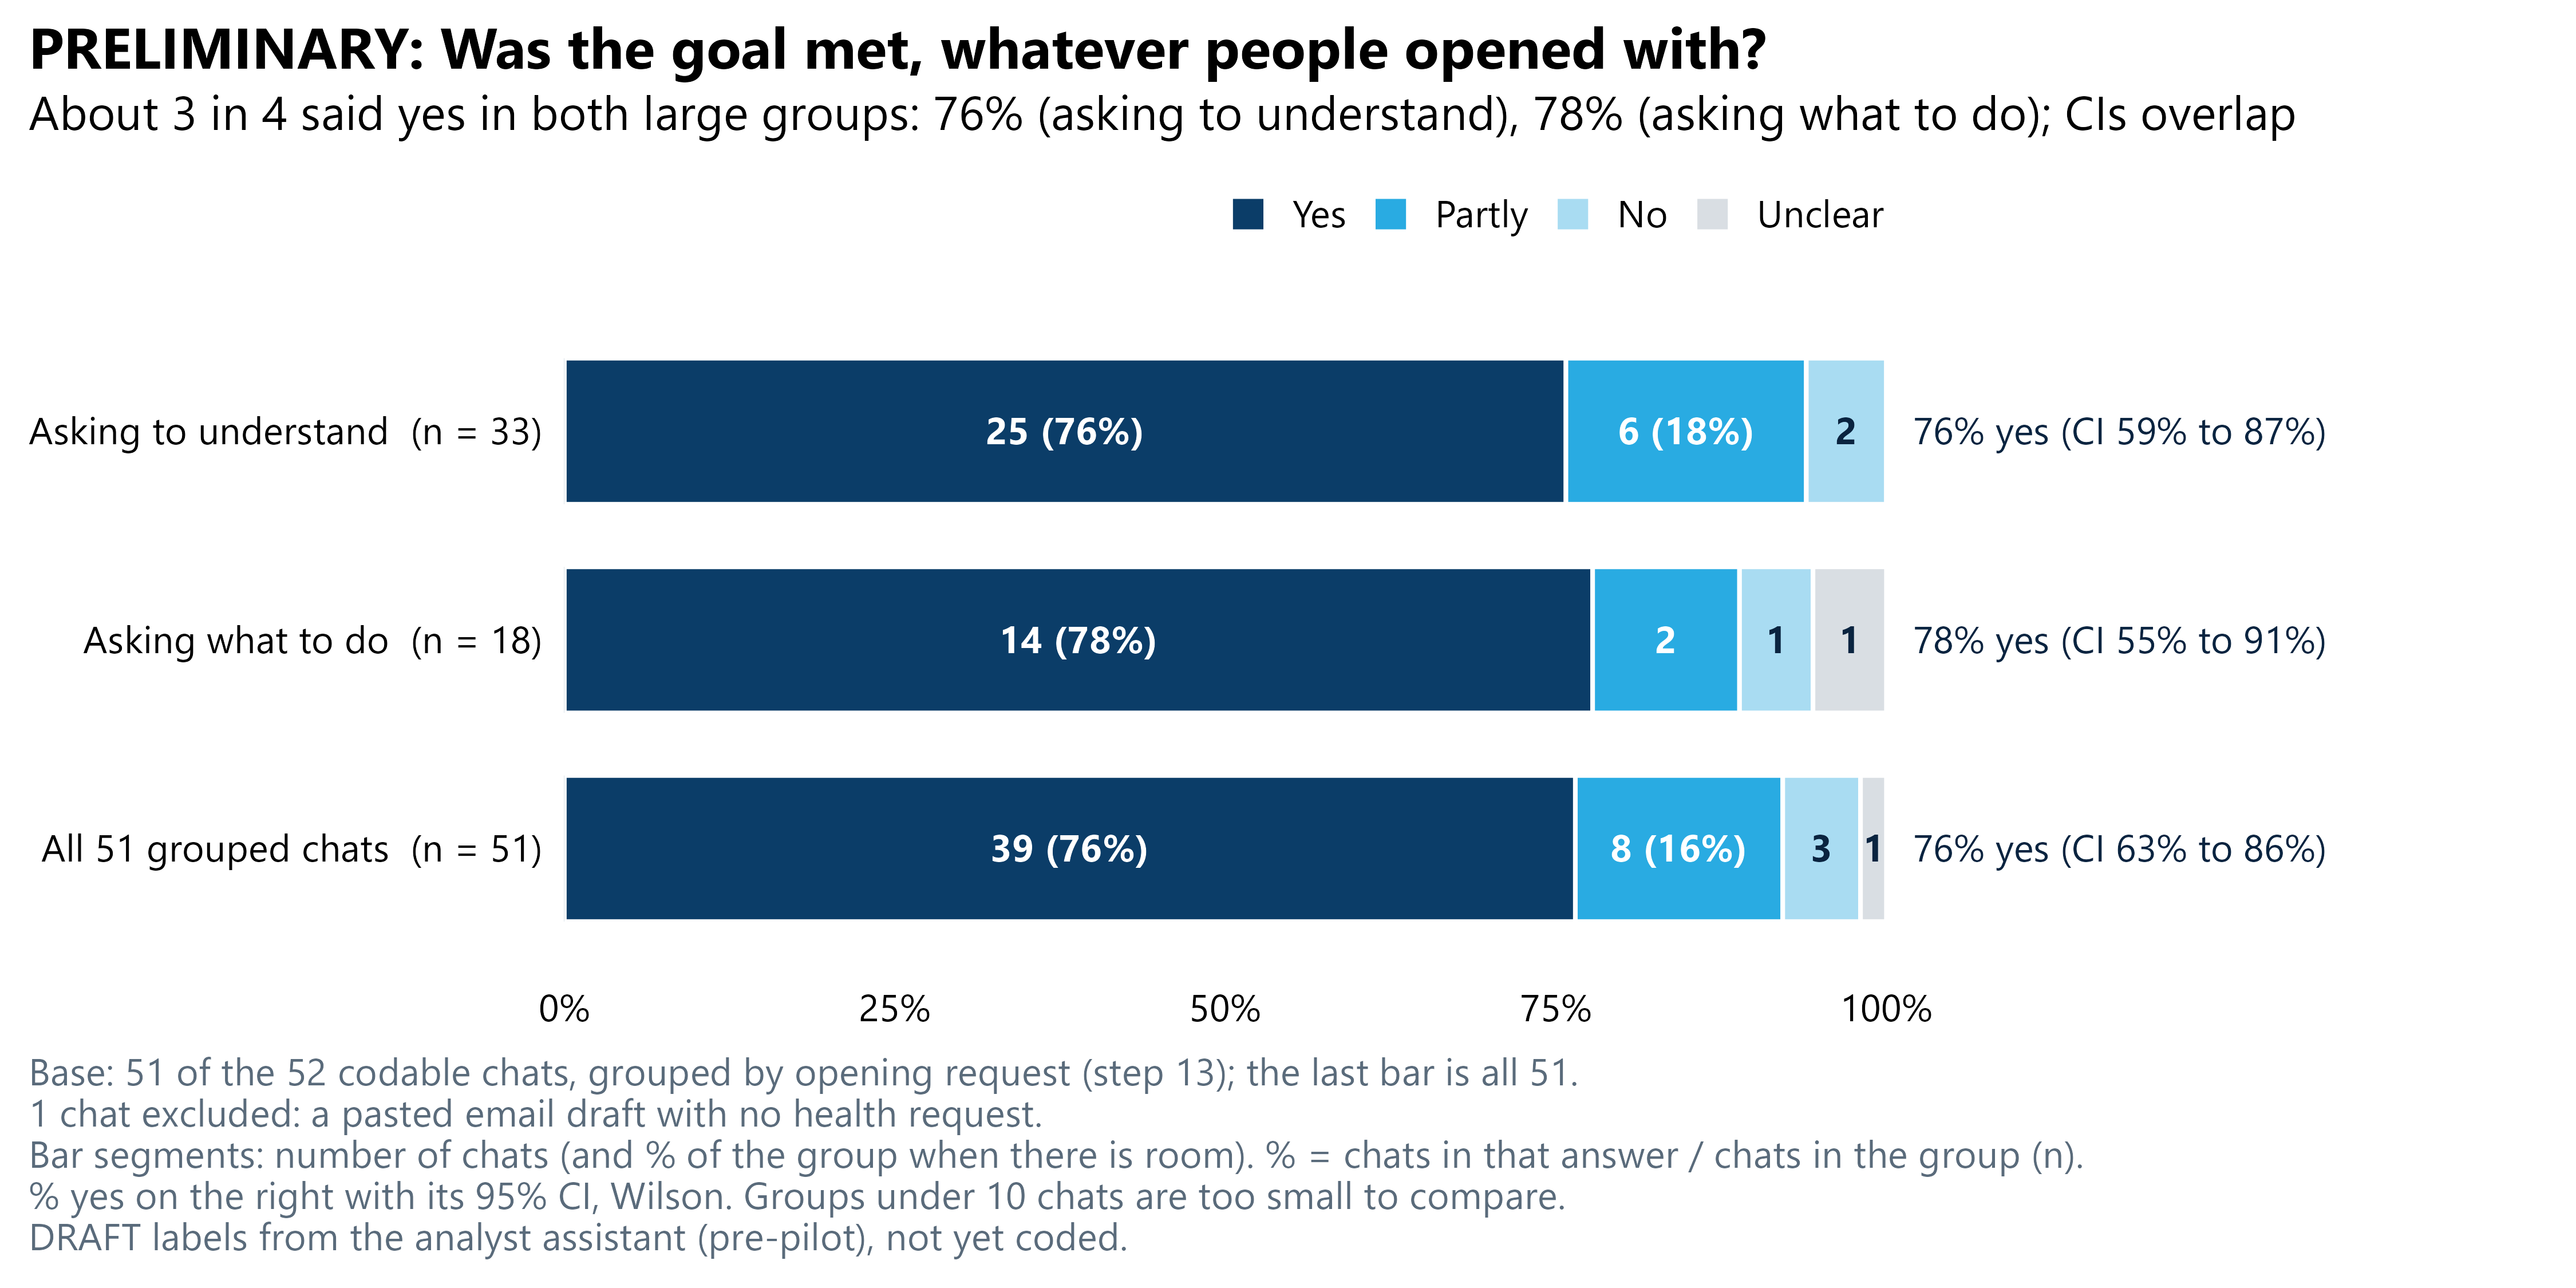 PRELIMINARY: Was the goal met, whatever people opened with?
About 3 in 4 said yes in both large groups: 76% (asking to understand), 78% (asking what to do); CIs overlap
Yes Partly No Unclear
Asking to understand (n = 33) 25 (76%) 6 (18%) 2 76% yes (CI 59% to 87%)
Asking what to do (n = 18) 14 (78%) 2 1 1 78% yes (CI 55% to 91%)
All 51 grouped chats (n = 51) 39 (76%) 8 (16%) 3 1 76% yes (CI 63% to 86%)
0% 25% 50% 75% 100%
Base: 51 of the 52 codable chats, grouped by opening request (step 13); the last bar is all 51.
1 chat excluded: a pasted email draft with no health request.
Bar segments: number of chats (and % of the group when there is room). % = chats in that answer / chats in the group (n).
% yes on the right with its 95% CI, Wilson. Groups under 10 chats are too small to compare.
DRAFT labels from the analyst assistant (pre-pilot), not yet coded.